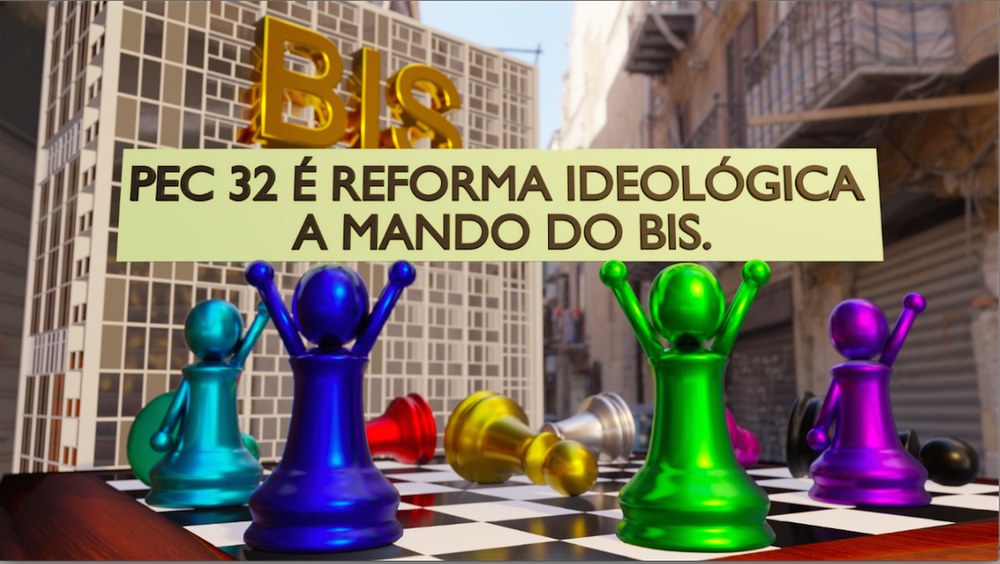 BIS
PEC 32 É REFORMA IDEOLÓGICA
A MANDO DO BIS.